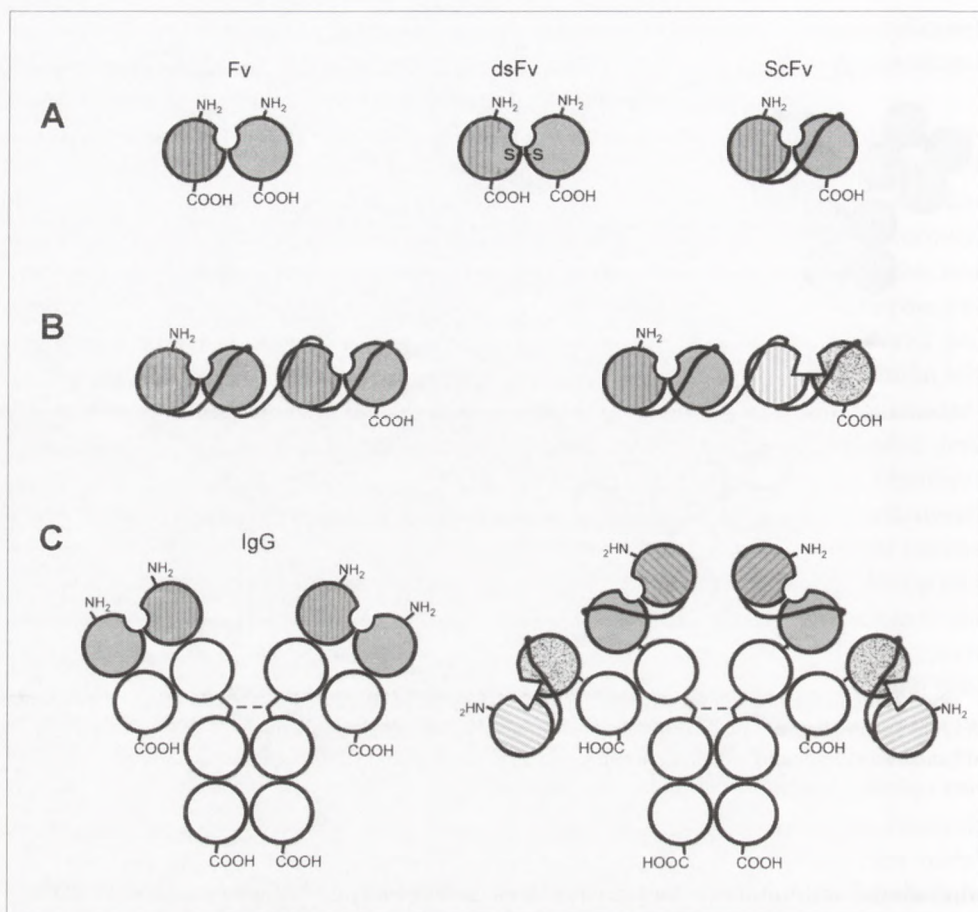 Fv dsFv ScFv
A
NH₂ NH₂ NH₂ NH₂ NH₂
S S
COOH COOH COOH COOH COOH
B
NH₂ NH₂
COOH COOH
C
IgG
NH₂ NH₂ ₂HN NH₂
NH₂ NH₂
₂HN NH₂
COOH COOH HOOC COOH
COOH COOH HOOC COOH